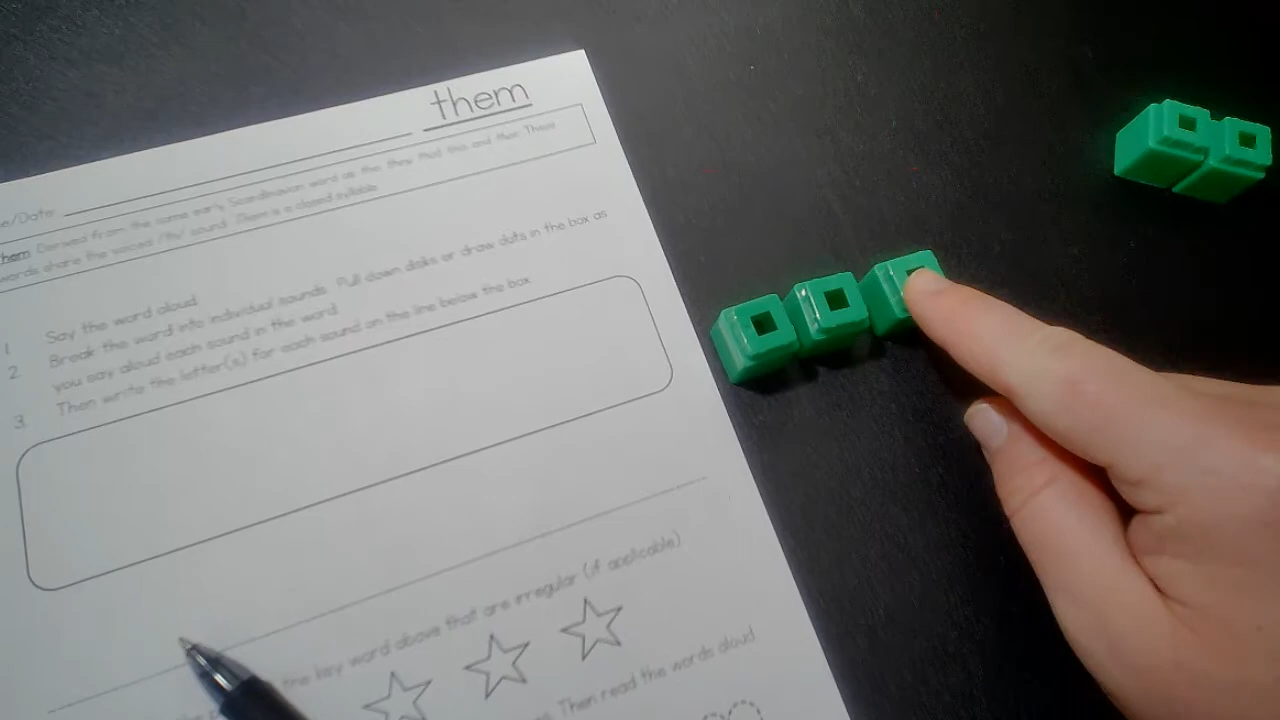 them
e/Date:
them: Derived from the same early Scandinavian word as the, they, that, this and then. These
words share the voiced /th/ sound. Them is a closed syllable.
1. Say the word aloud.
2. Break the word into individual sounds. Pull down disks or draw dots in the box as
you say aloud each sound in the word.
3. Then write the letter(s) for each sound on the line below the box.
the key word above that are irregular (if applicable)
Then read the words aloud